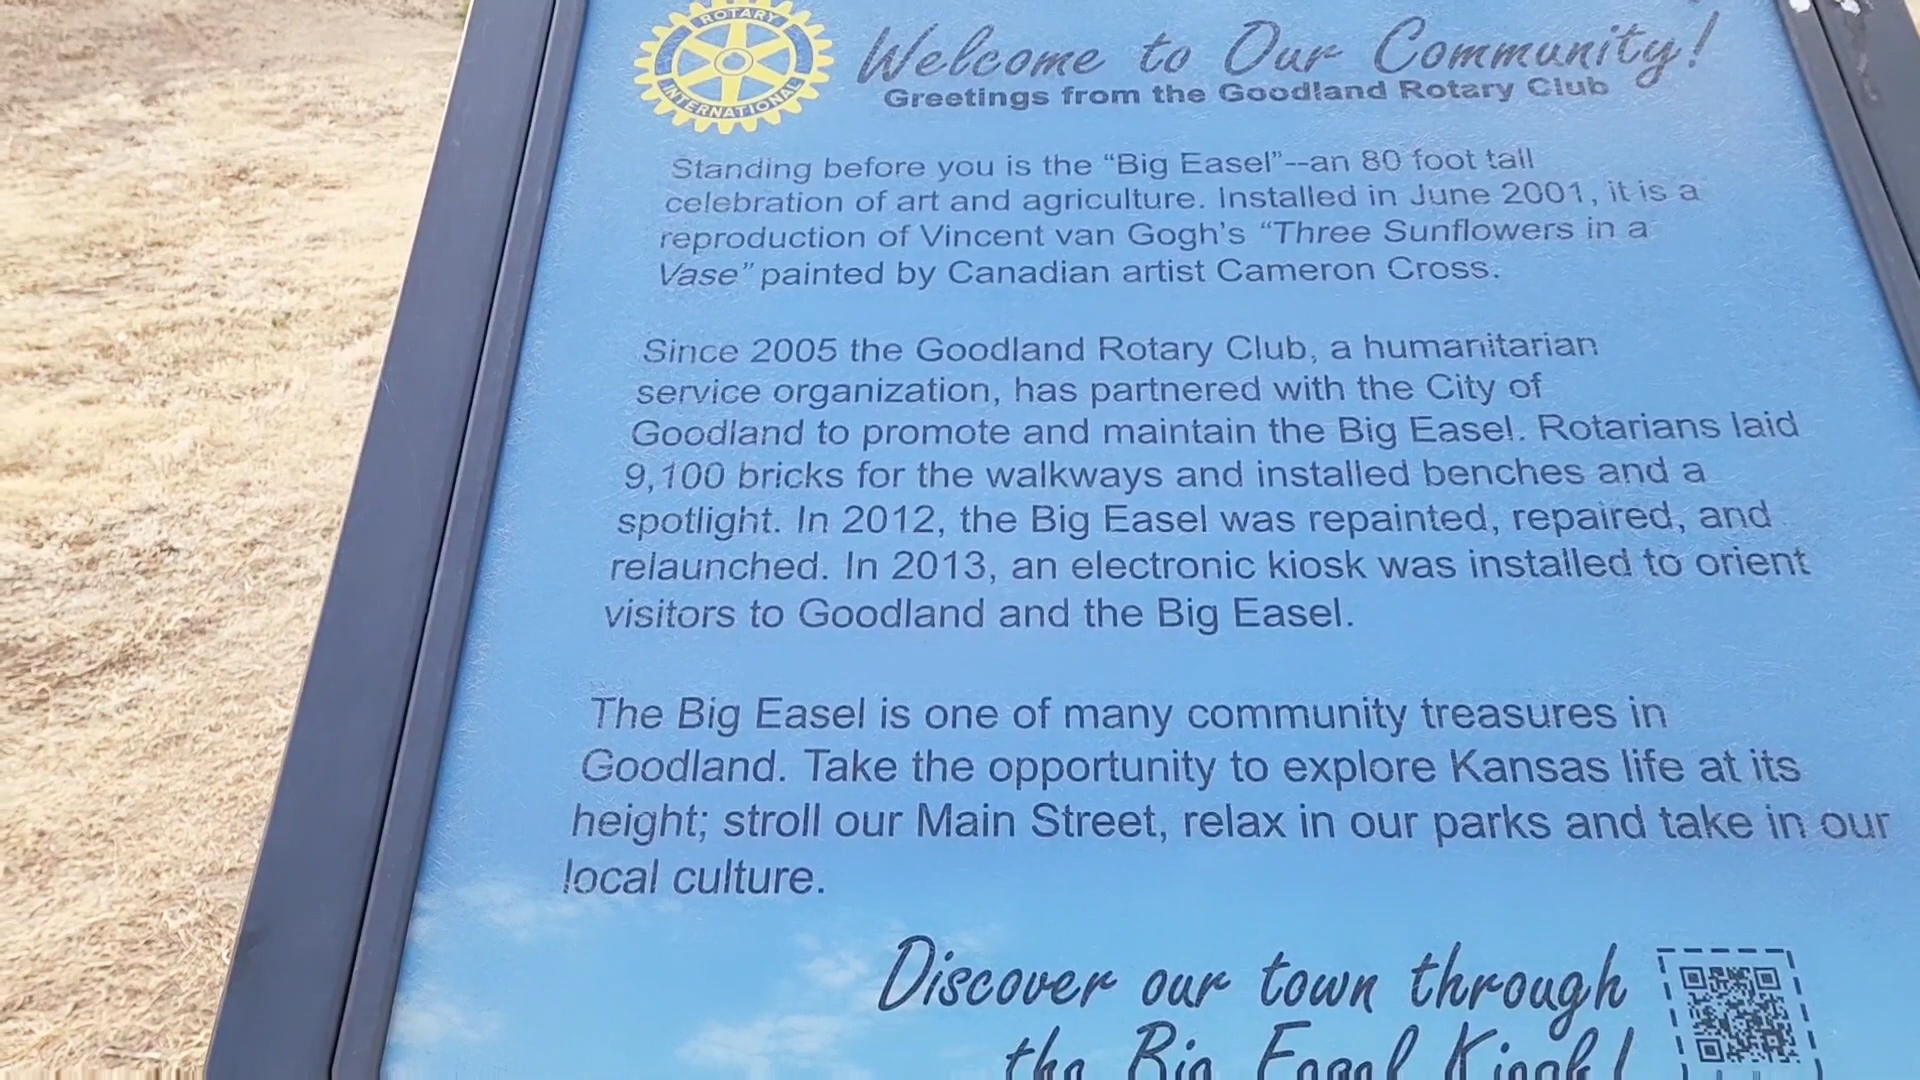 ROTARY
INTERNATIONAL
Welcome to Our Community!
Greetings from the Goodland Rotary Club
Standing before you is the “Big Easel”--an 80 foot tall
celebration of art and agriculture. Installed in June 2001, it is a
reproduction of Vincent van Gogh’s “Three Sunflowers in a
Vase” painted by Canadian artist Cameron Cross.
Since 2005 the Goodland Rotary Club, a humanitarian
service organization, has partnered with the City of
Goodland to promote and maintain the Big Easel. Rotarians laid
9,100 bricks for the walkways and installed benches and a
spotlight. In 2012, the Big Easel was repainted, repaired, and
relaunched. In 2013, an electronic kiosk was installed to orient
visitors to Goodland and the Big Easel.
The Big Easel is one of many community treasures in
Goodland. Take the opportunity to explore Kansas life at its
height; stroll our Main Street, relax in our parks and take in our
local culture.
Discover our town through
the Big Easel Kiosk!